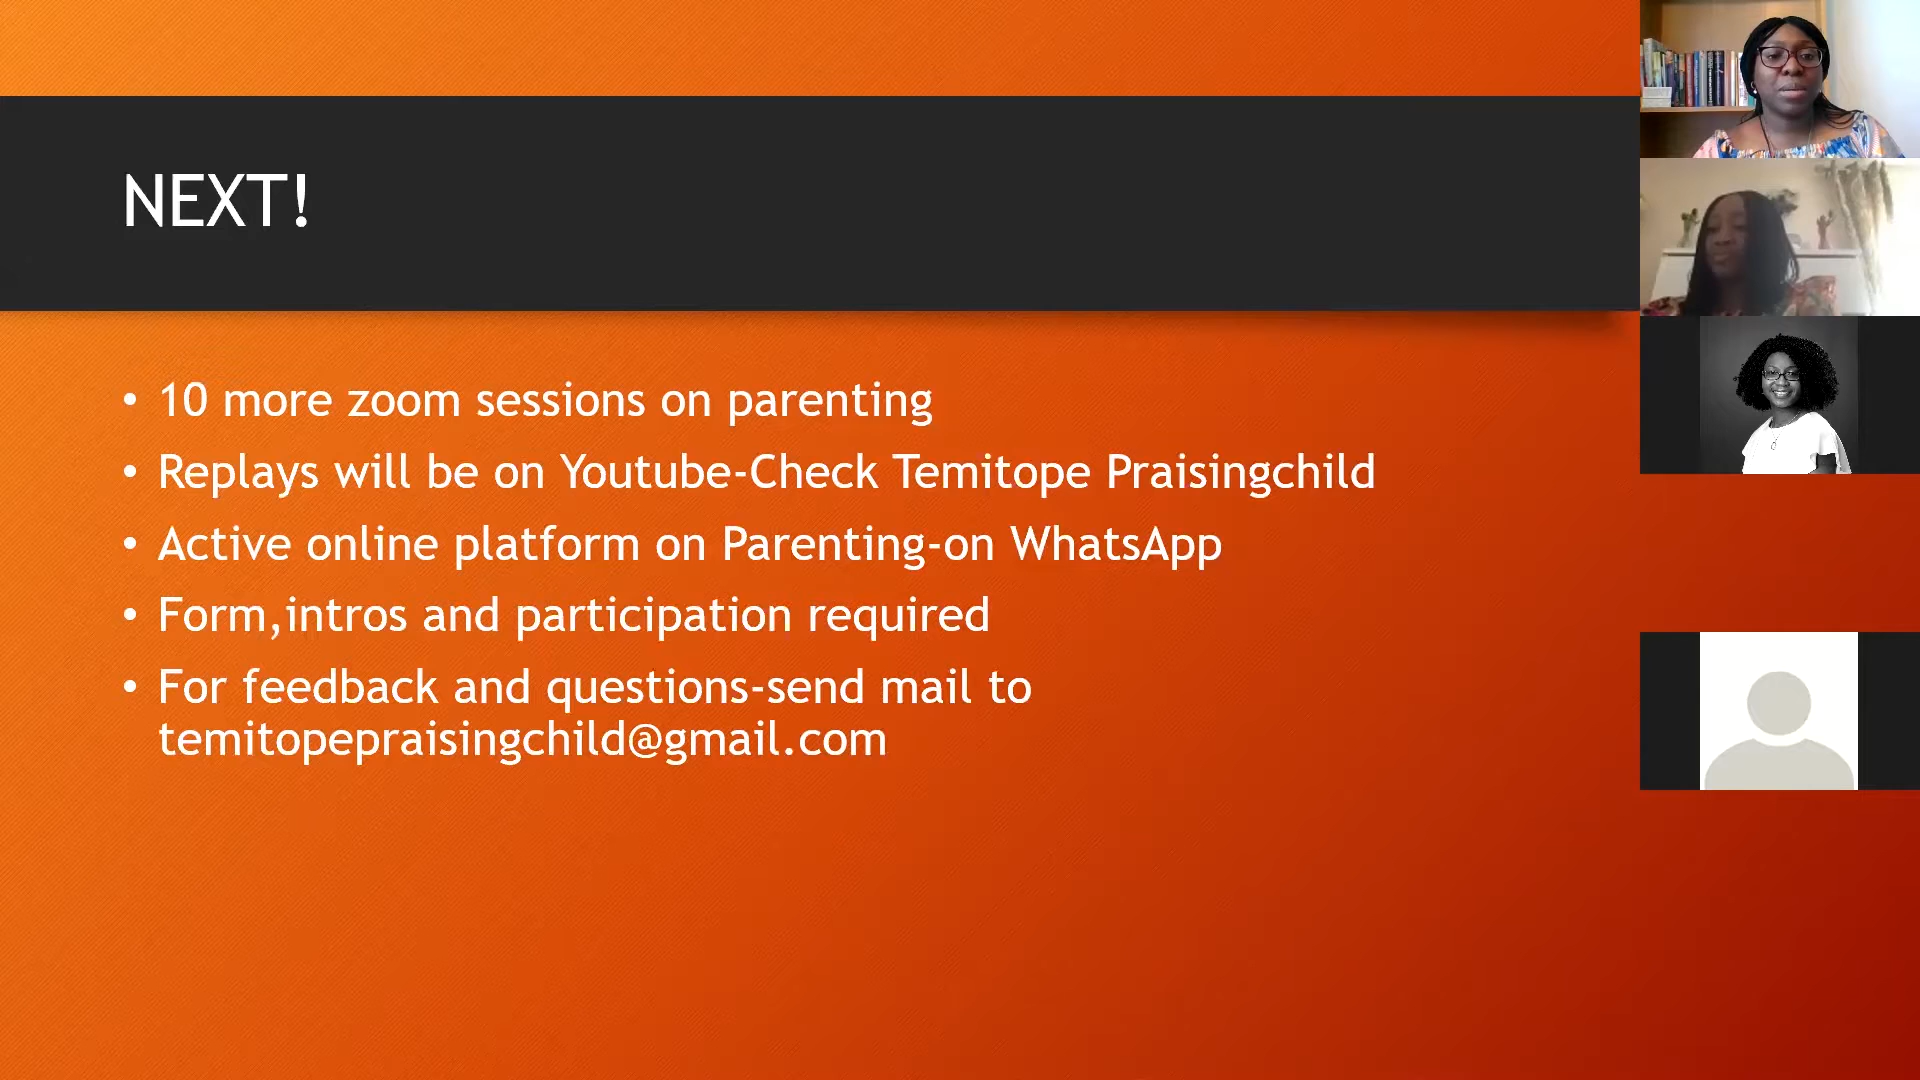 NEXT!
• 10 more zoom sessions on parenting
• Replays will be on Youtube-Check Temitope Praisingchild
• Active online platform on Parenting-on WhatsApp
• Form,intros and participation required
• For feedback and questions-send mail to
temitopepraisingchild@gmail.com